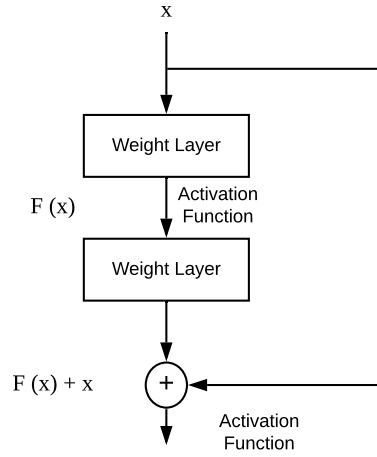 x
Weight Layer
F (x)
Activation
Function
Weight Layer
F (x) + x
+
Activation
Function